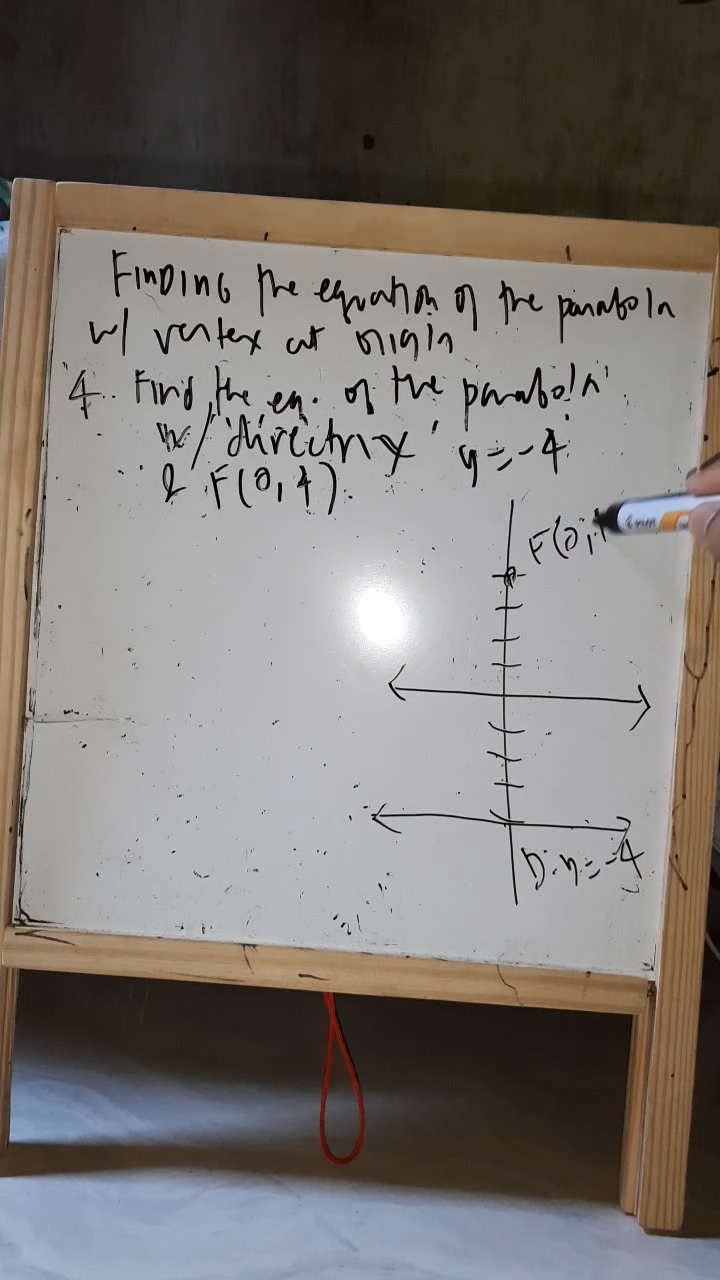 FINDING the equation of the parabola
w/ vertex at origin
4. Find the eq. of the parabola
w/ directrix y = -4
& F(0, 4).
F(0,
D: y = -4